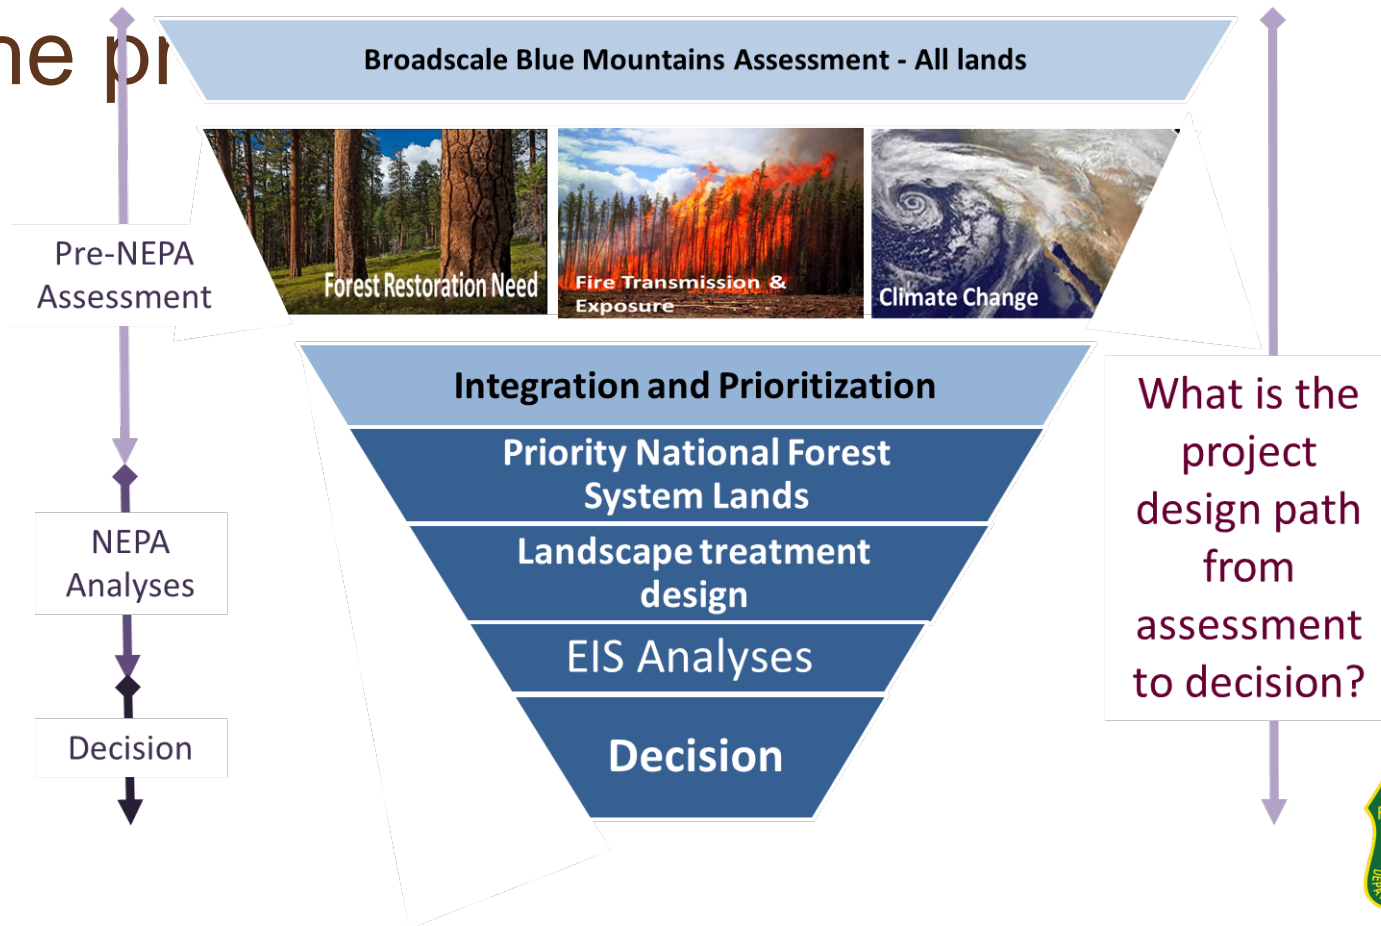 he pr
Broadscale Blue Mountains Assessment - All lands
Forest Restoration Need
Fire Transmission &
Exposure
Climate Change
Pre-NEPA
Assessment
Integration and Prioritization
Priority National Forest
System Lands
Landscape treatment
design
EIS Analyses
Decision
NEPA
Analyses
Decision
What is the
project
design path
from
assessment
to decision?